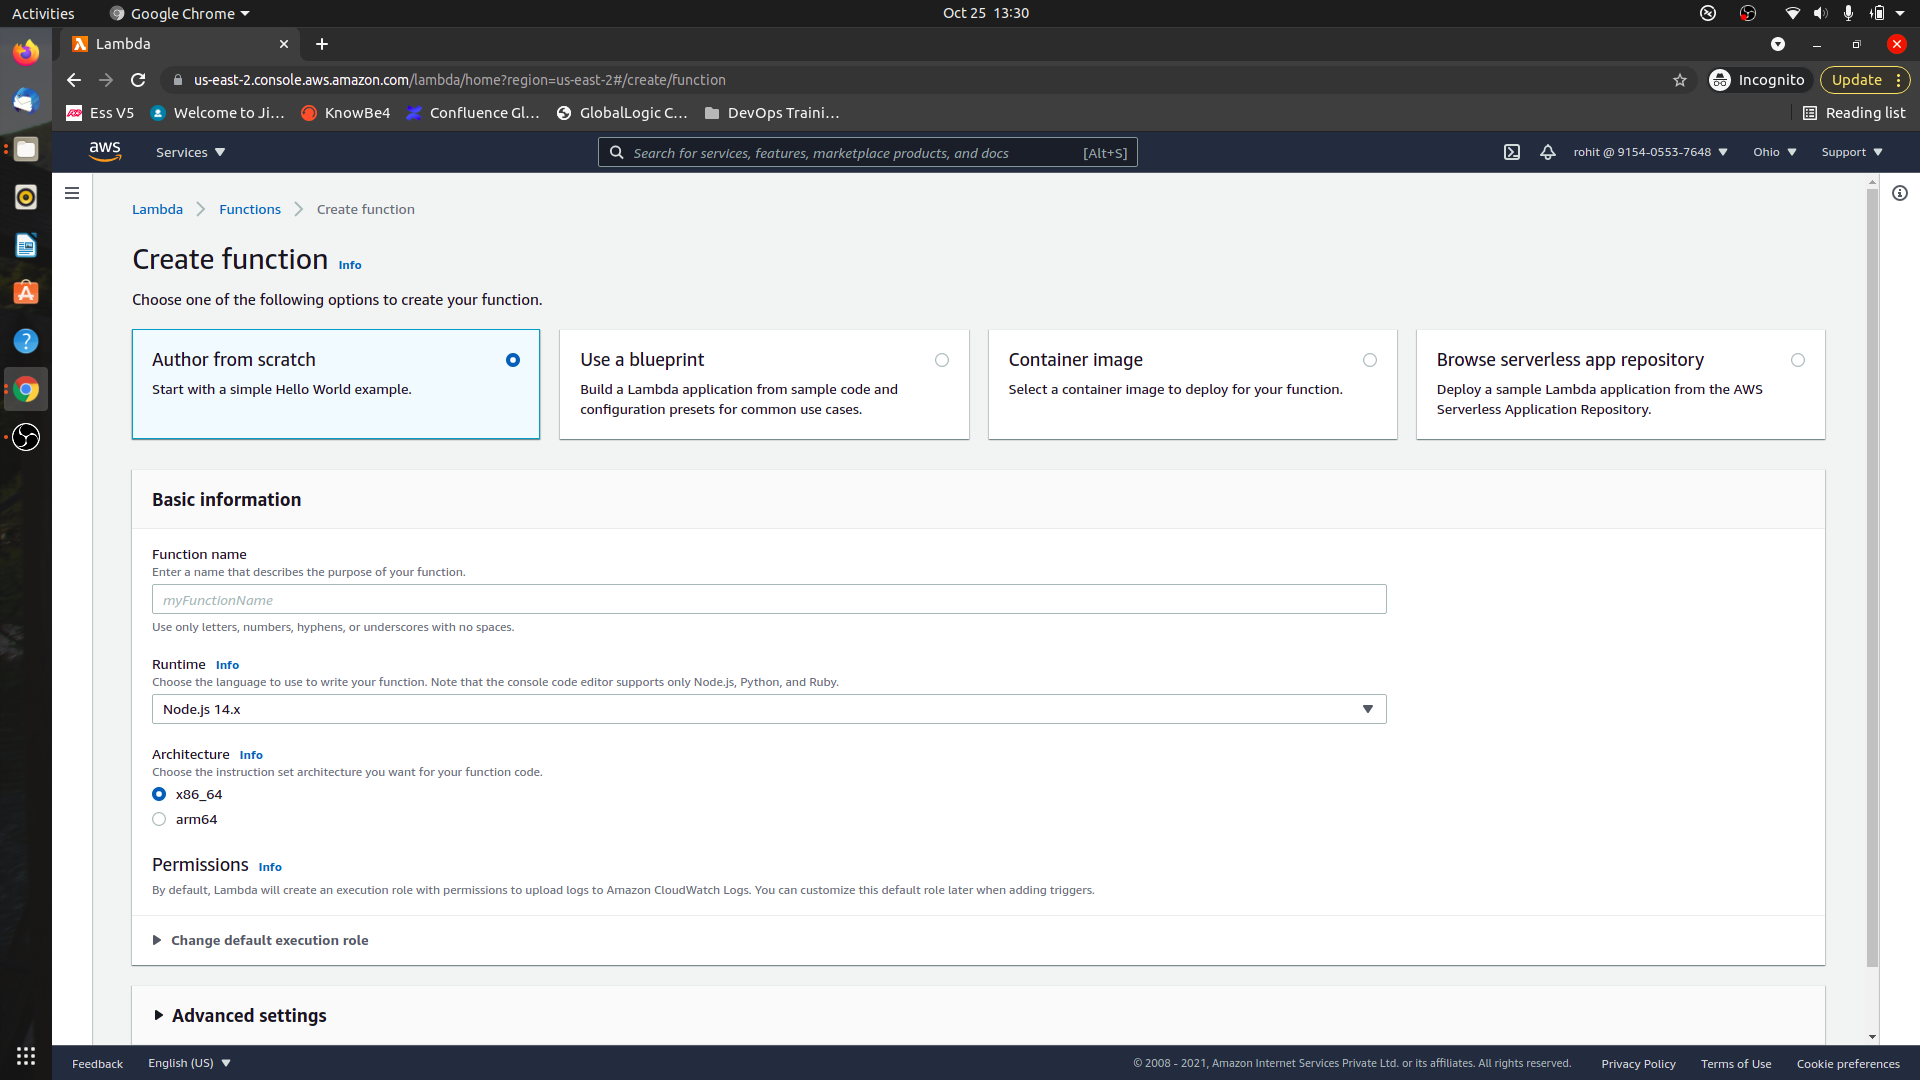 Activities
Google Chrome
Oct 25 13:30
Lambda
us-east-2.console.aws.amazon.com/lambda/home?region=us-east-2#/create/function
Incognito
Update
Ess V5
Welcome to Ji...
KnowBe4
Confluence Gl...
GlobalLogic C...
DevOps Traini...
Reading list
aws
Services
Search for services, features, marketplace products, and docs
[Alt+S]
rohit @ 9154-0553-7648
Ohio
Support
Lambda
Functions
Create function
Create function Info
Choose one of the following options to create your function.
Author from scratch
Start with a simple Hello World example.
Use a blueprint
Build a Lambda application from sample code and
configuration presets for common use cases.
Container image
Select a container image to deploy for your function.
Browse serverless app repository
Deploy a sample Lambda application from the AWS
Serverless Application Repository.
Basic information
Function name
Enter a name that describes the purpose of your function.
myFunctionName
Use only letters, numbers, hyphens, or underscores with no spaces.
Runtime Info
Choose the language to use to write your function. Note that the console code editor supports only Node.js, Python, and Ruby.
Node.js 14.x
Architecture Info
Choose the instruction set architecture you want for your function code.
x86_64
arm64
Permissions Info
By default, Lambda will create an execution role with permissions to upload logs to Amazon CloudWatch Logs. You can customize this default role later when adding triggers.
Change default execution role
Advanced settings
Feedback
English (US)
© 2008 - 2021, Amazon Internet Services Private Ltd. or its affiliates. All rights reserved.
Privacy Policy
Terms of Use
Cookie preferences